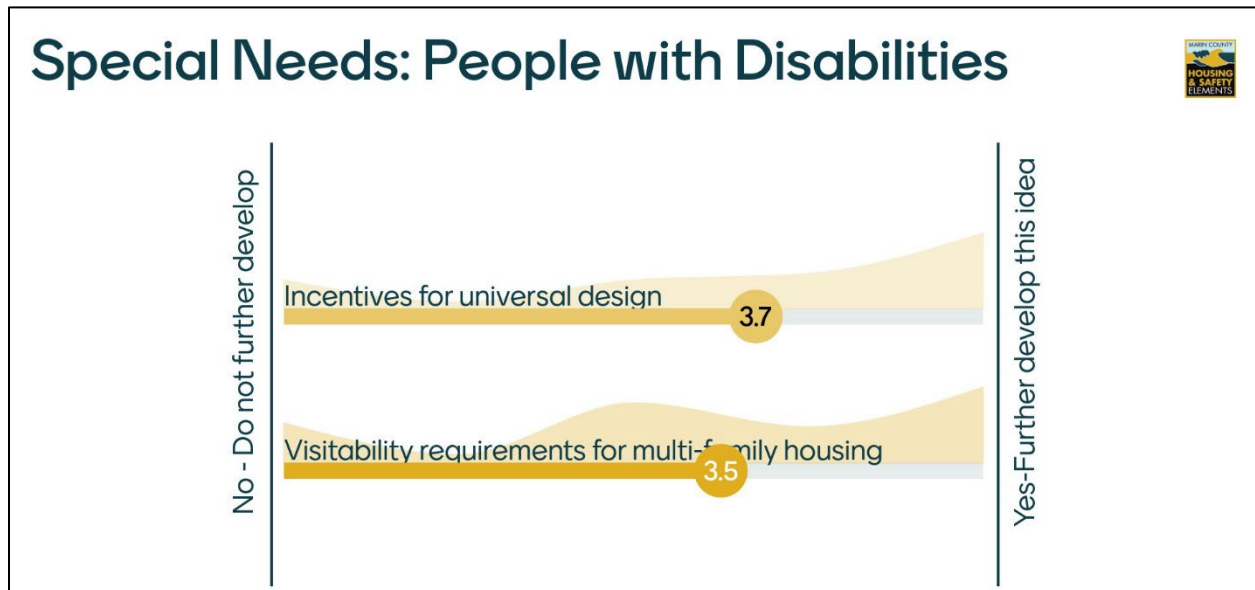 Special Needs: People with Disabilities
MARIN COUNTY
HOUSING
& SAFETY
ELEMENTS
No - Do not further develop
Incentives for universal design
3.7
Visitability requirements for multi-family housing
3.5
Yes-Further develop this idea